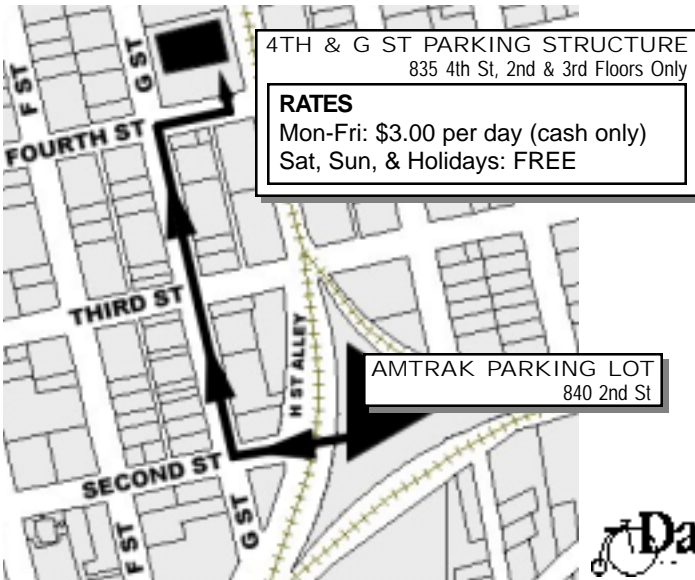 4TH & G ST PARKING STRUCTURE
835 4th St, 2nd & 3rd Floors Only
RATES
Mon-Fri: $3.00 per day (cash only)
Sat, Sun, & Holidays: FREE
F ST
G ST
FOURTH ST
THIRD ST
H ST ALLEY
AMTRAK PARKING LOT
840 2nd St
SECOND ST
F ST
G ST
Da